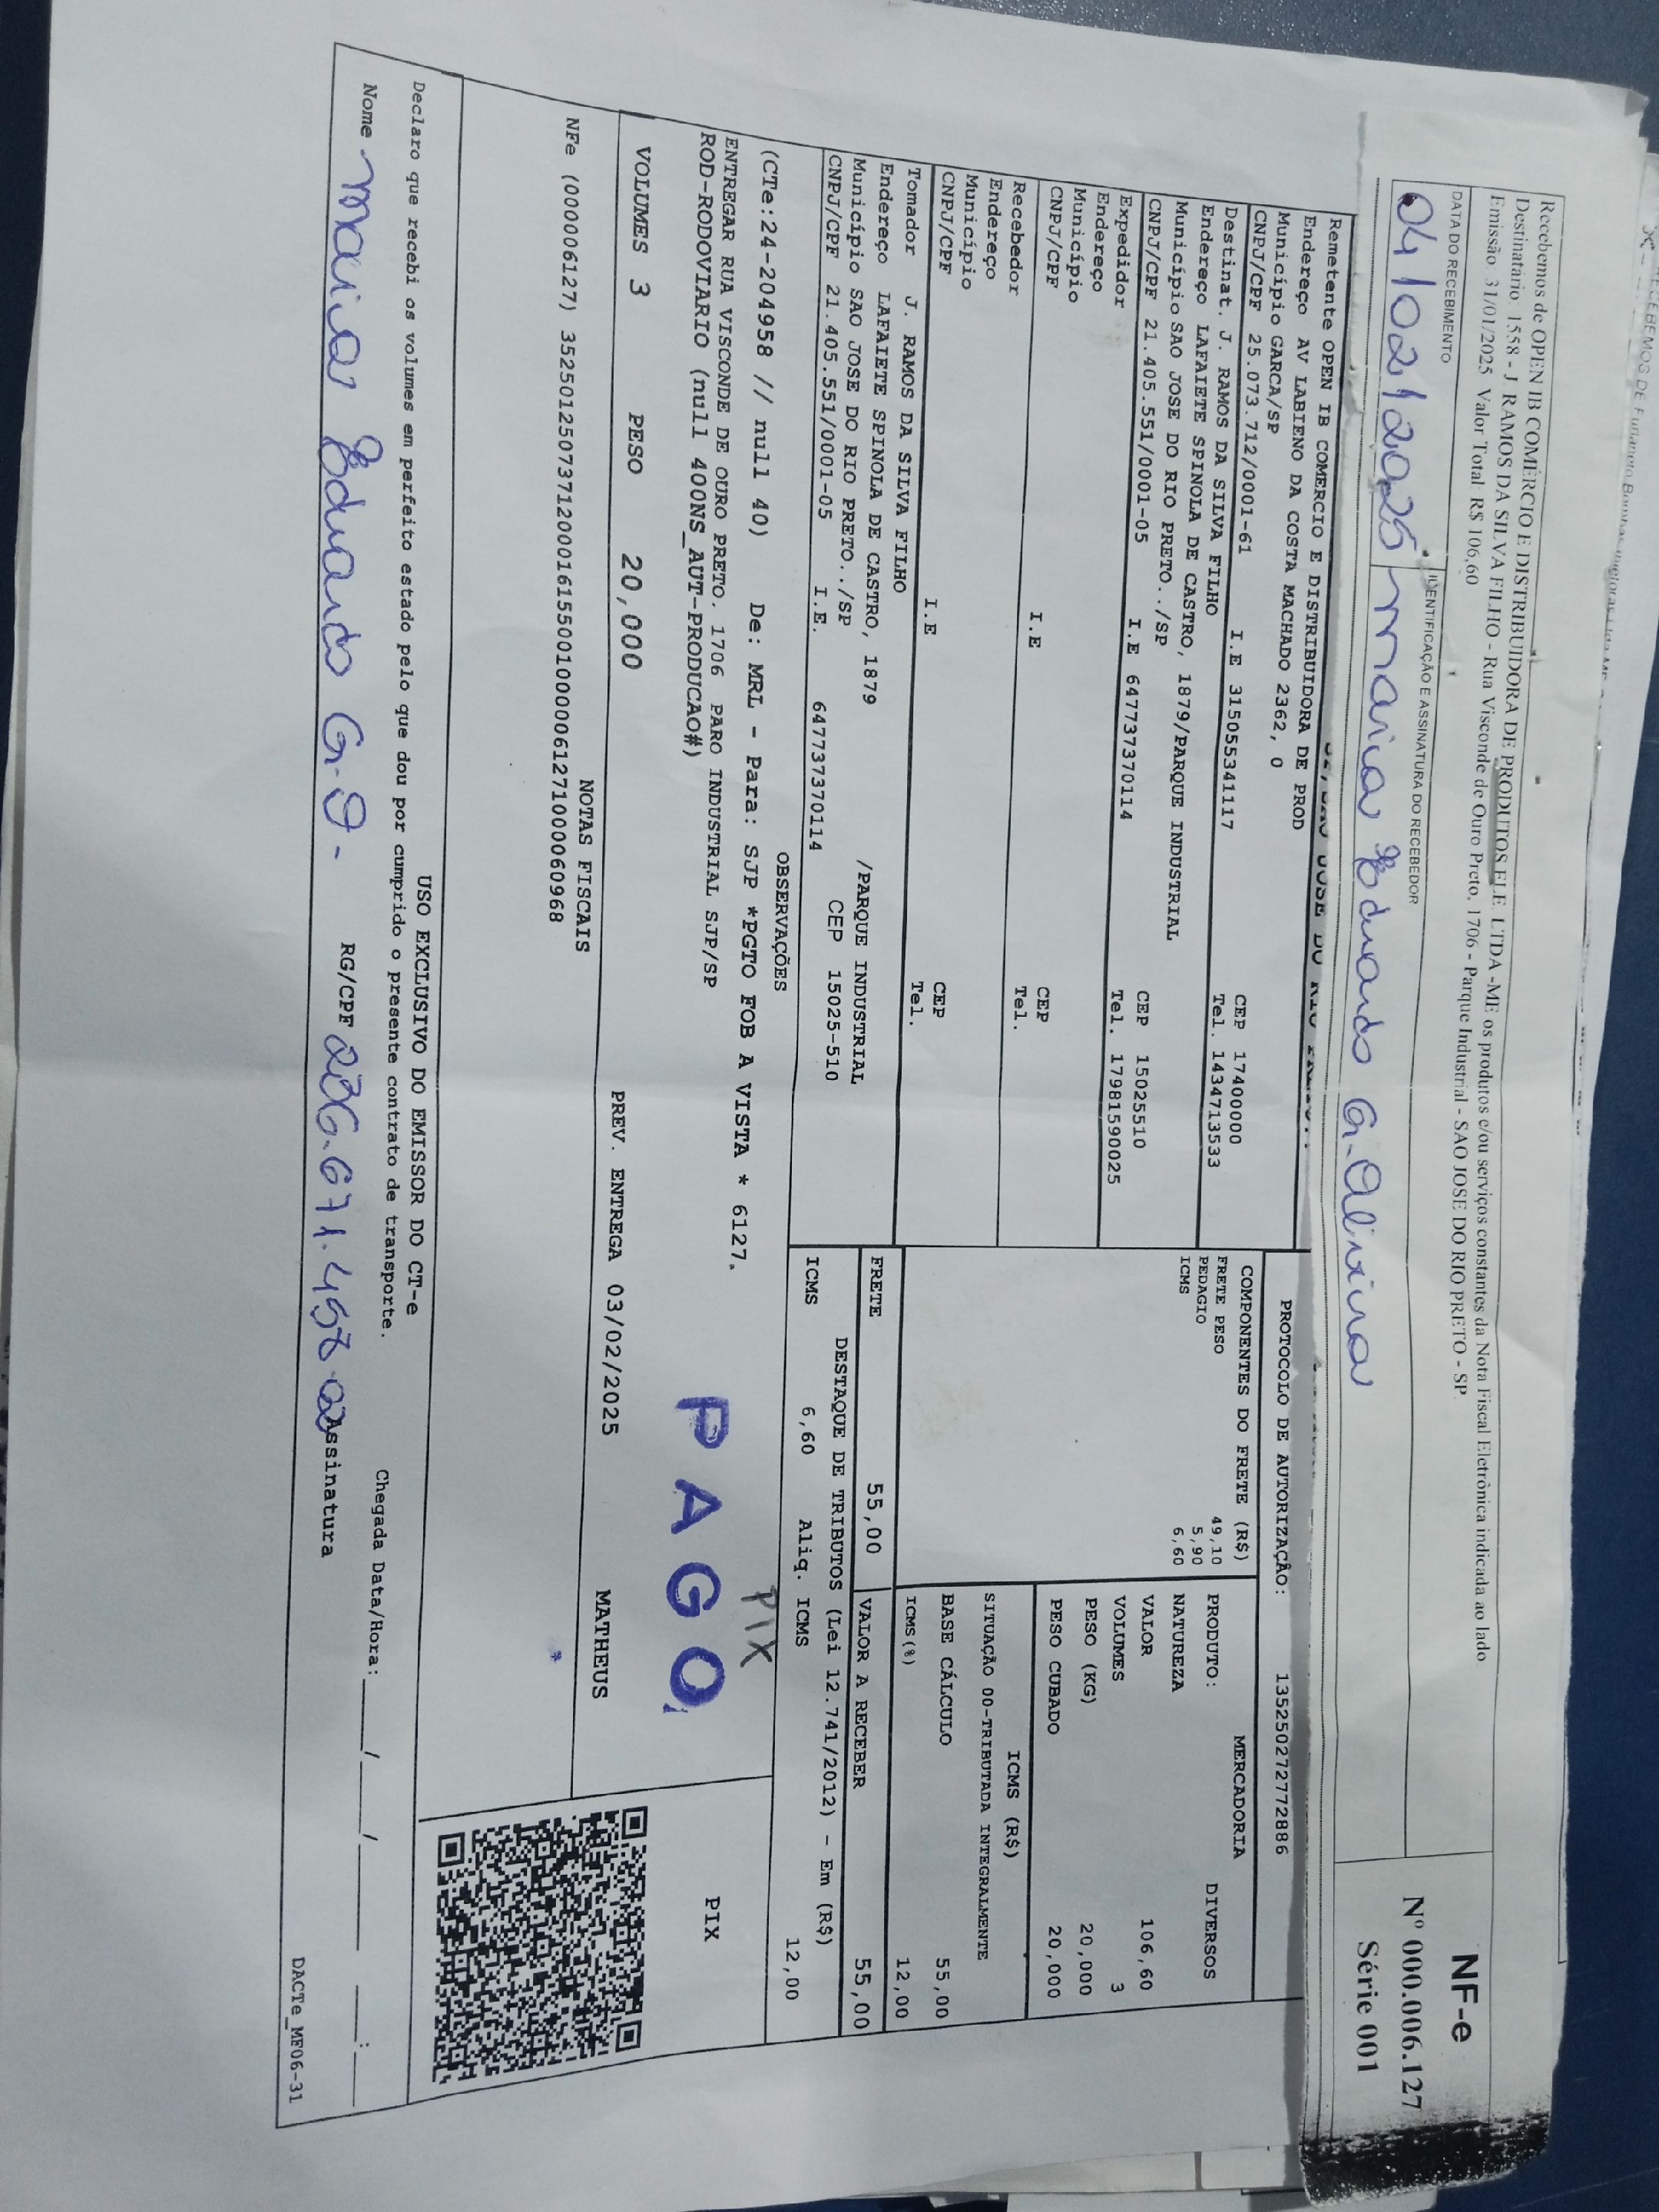 Recebemos de OPEN IB COMÉRCIO E DISTRIBUIDORA DE PRODUTOS ELE LTDA -ME os produtos e/ou serviços constantes da Nota Fiscal Eletrônica indicada ao lado
Destinatario: 1558 - J RAMOS DA SILVA FILHO - Rua Visconde de Ouro Preto, 1706 - Parque Industrial - SAO JOSE DO RIO PRETO - SP
Emissão 31/01/2025 Valor Total: R$ 106,60
DATA DO RECEBIMENTO
IDENTIFICAÇÃO E ASSINATURA DO RECEBEDOR
04/02/2025
NF-e
Nº 000.006.127
Série 001
PROTOCOLO DE AUTORIZAÇÃO: 135250272772886
Remetente OPEN IB COMERCIO E DISTRIBUIDORA DE PROD
Endereço AV LABIENO DA COSTA MACHADO 2362, 0
Município GARCA/SP CEP 17400000
CNPJ/CPF 25.073.712/0001-61 I.E 315055341117 Tel. 1434713533
Destinat. J. RAMOS DA SILVA FILHO
Endereço LAFAIETE SPINOLA DE CASTRO, 1879/PARQUE INDUSTRIAL
Município SAO JOSE DO RIO PRETO../SP CEP 15025510
CNPJ/CPF 21.405.551/0001-05 I.E 647737370114 Tel. 17981590025
Expedidor
Endereço
Município CEP
CNPJ/CPF I.E Tel.
Recebedor
Endereço
Município CEP
CNPJ/CPF I.E Tel.
Tomador J. RAMOS DA SILVA FILHO
Endereço LAFAIETE SPINOLA DE CASTRO, 1879 /PARQUE INDUSTRIAL
Município SAO JOSE DO RIO PRETO../SP CEP 15025-510
CNPJ/CPF 21.405.551/0001-05 I.E. 647737370114
COMPONENTES DO FRETE (R$)
FRETE PESO 49,10
PEDAGIO 5,90
ICMS 6,60
MERCADORIA
PRODUTO: DIVERSOS
NATUREZA
VALOR 106,60
VOLUMES 3
PESO (KG) 20,000
PESO CUBADO 20,000
ICMS (R$)
SITUAÇÃO 00-TRIBUTADA INTEGRALMENTE
BASE CÁLCULO 55,00
ICMS(%) 12,00
FRETE 55,00 VALOR A RECEBER 55,00
DESTAQUE DE TRIBUTOS (Lei 12.741/2012) - Em (R$)
ICMS 6,60 Aliq. ICMS 12,00
OBSERVAÇÕES
(CTe:24-204958 // null 40) De: MRL - Para: SJP *PGTO FOB A VISTA * 6127.
ENTREGAR RUA VISCONDE DE OURO PRETO, 1706 PARO INDUSTRIAL SJP/SP
ROD-RODOVIARIO (null 400NS_AUT-PRODUCAO#)
PIX
PAGO
PIX
VOLUMES 3 PESO 20,000 PREV. ENTREGA 03/02/2025 MATHEUS
NOTAS FISCAIS
NFe (000006127) 35250125073712000161550010000061271000060968
USO EXCLUSIVO DO EMISSOR DO CT-e
Declaro que recebi os volumes em perfeito estado pelo que dou por cumprido o presente contrato de transporte.
Chegada Data/Hora: ___/___/___ __:__
Nome RG/CPF Assinatura
DACTe_MF06-31